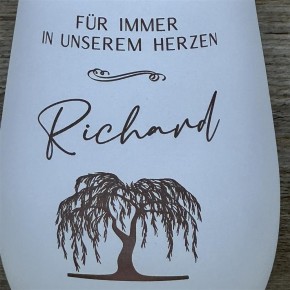 FÜR IMMER
IN UNSEREM HERZEN
Richard